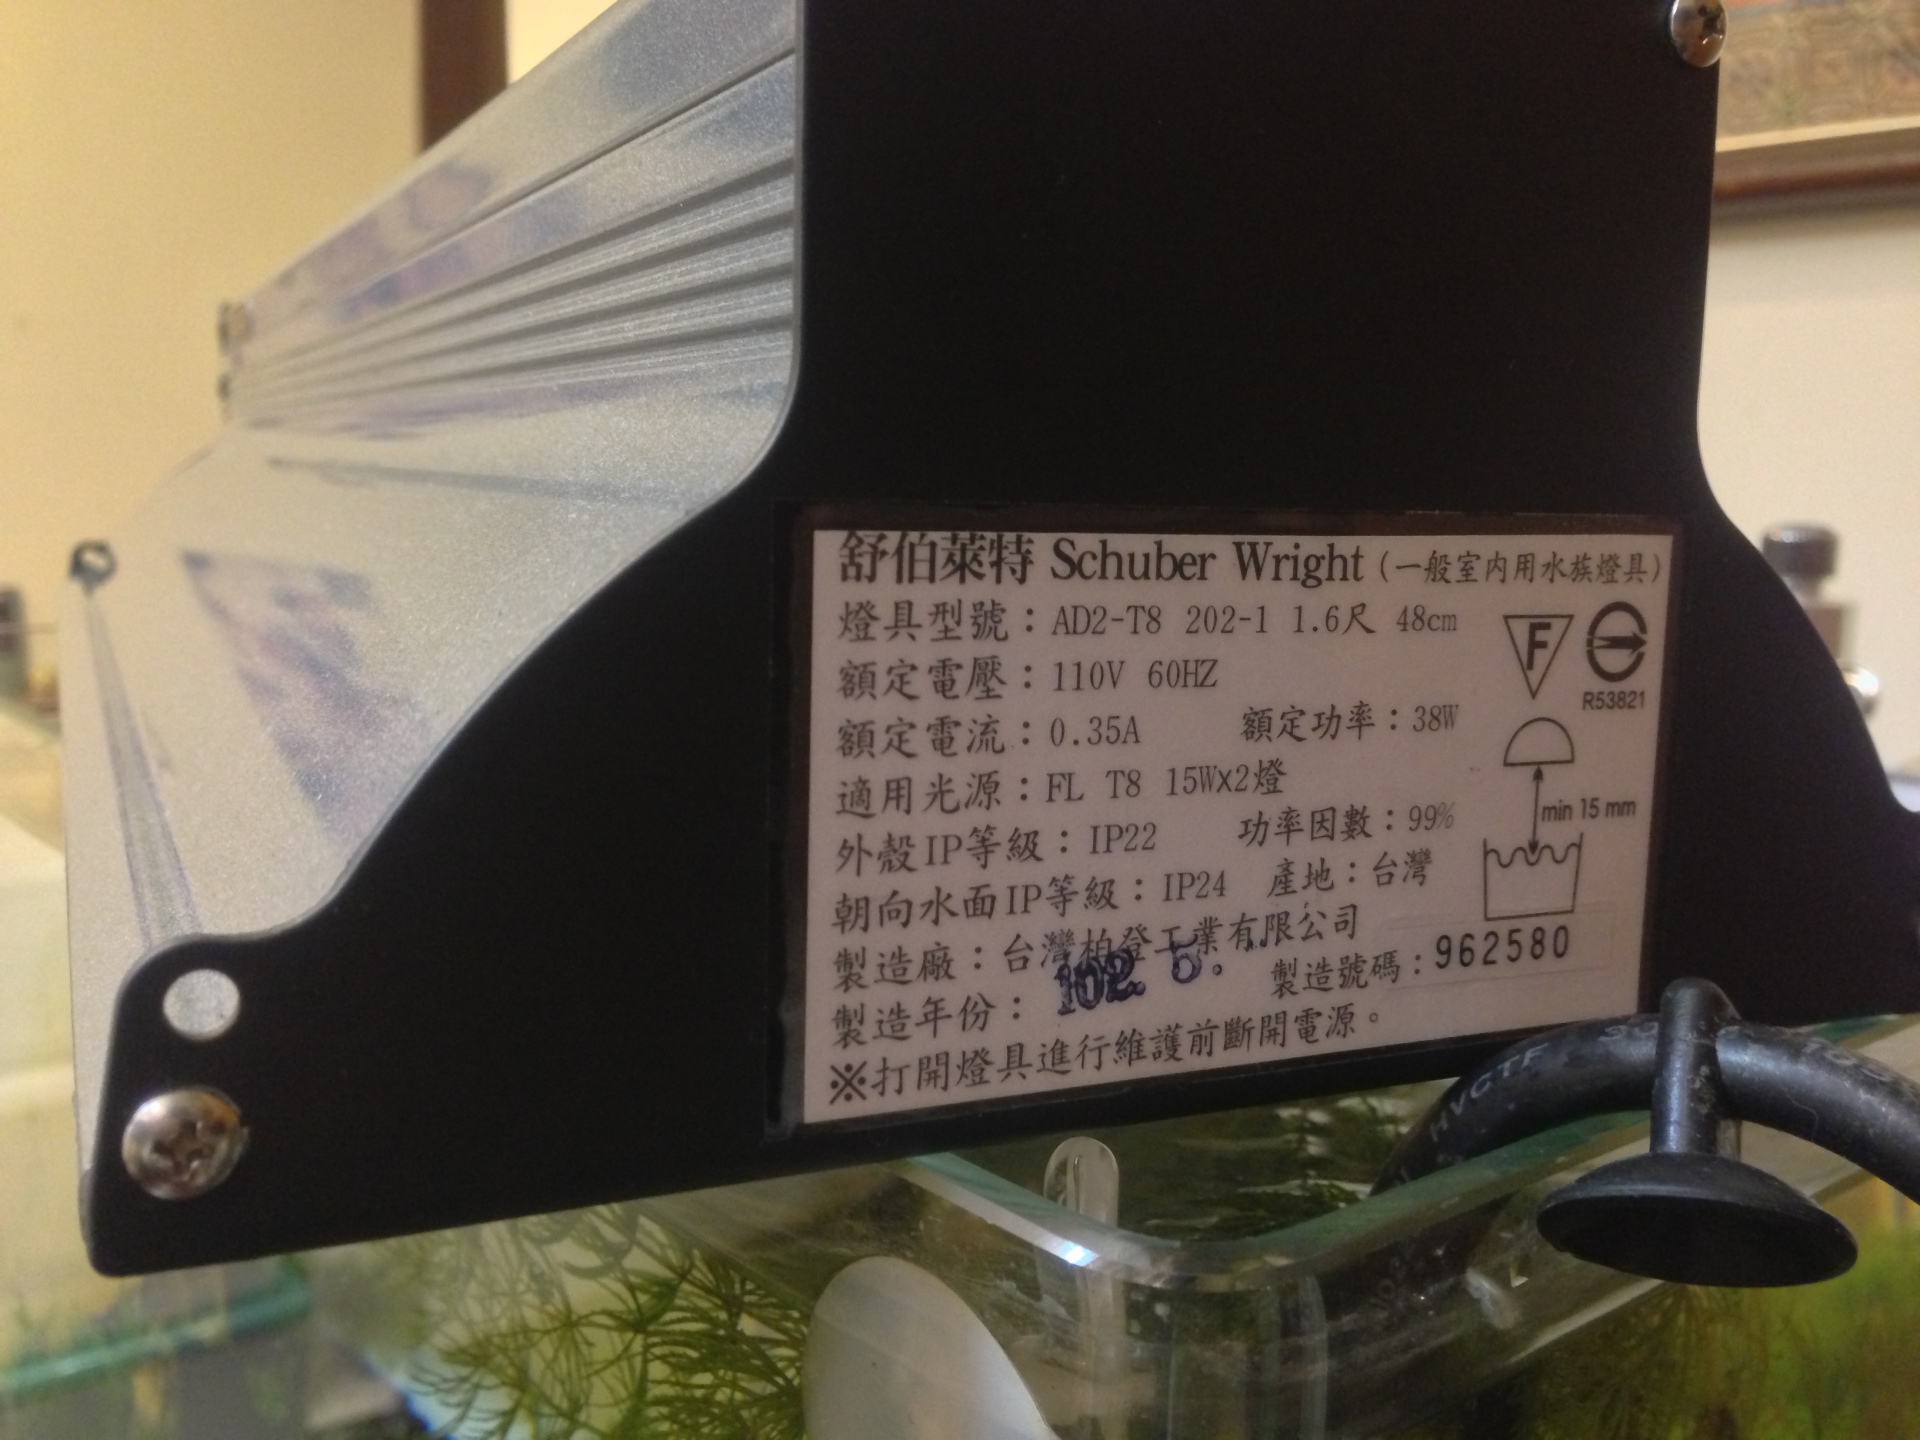 舒伯萊特 Schuber Wright (一般室內用水族燈具)
燈具型號：AD2-T8 202-1 1.6尺 48cm
額定電壓：110V 60HZ
額定電流：0.35A 額定功率：38W
適用光源：FL T8 15WX2燈
外殼IP等級：IP22 功率因數：99%
朝向水面IP等級：IP24 產地：台灣
製造廠：台灣柏登工業有限公司
製造年份：102. 5. 製造號碼：962580
※打開燈具進行維護前斷開電源。
F
R53821
min 15 mm
HVCTF